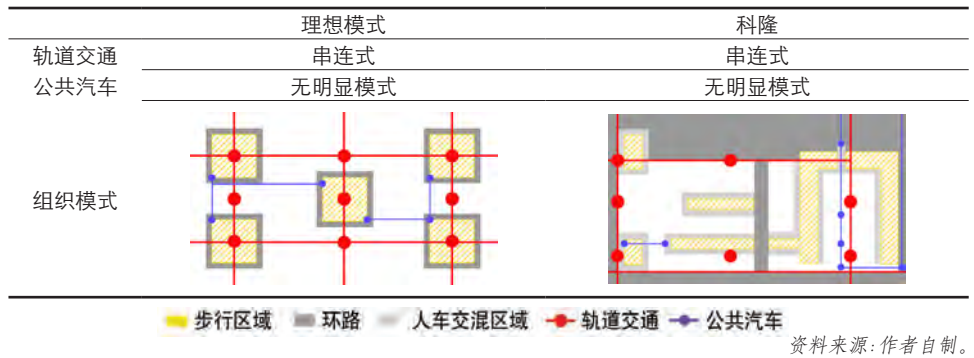 理想模式 科隆
轨道交通 串连式 串连式
公共汽车 无明显模式 无明显模式
组织模式
步行区域 环路 人车交混区域 轨道交通 公共汽车
资料来源:作者自制。